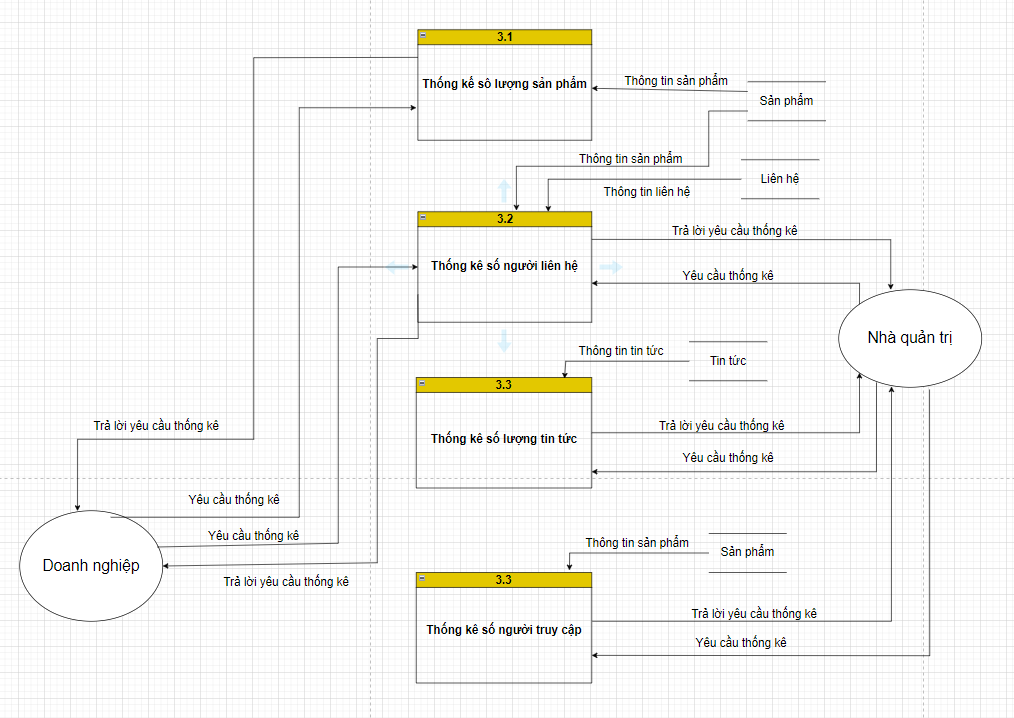 3.1
Thống kế sô lượng sản phẩm
Thông tin sản phẩm
Sản phẩm
Thông tin sản phẩm
Liên hệ
Thông tin liên hệ
3.2
Trả lời yêu cầu thống kê
Thống kê số người liên hệ
Yêu cầu thống kê
Nhà quản trị
Thông tin tin tức
Tin tức
3.3
Trả lời yêu cầu thống kê
Trả lời yêu cầu thống kê
Thống kê số lượng tin tức
Yêu cầu thống kê
Yêu cầu thống kê
Yêu cầu thống kê
Thông tin sản phẩm
Sản phẩm
Doanh nghiệp
Trả lời yêu cầu thống kê
3.3
Trả lời yêu cầu thống kê
Thống kê số người truy cập
Yêu cầu thống kê